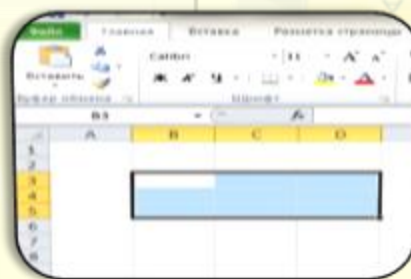 Файл Главная Вставка Разметка страницы
Calibri 11 А А
Вставить Ж К Ч
Буфер обмена Шрифт
B3 fx
A B C D
1
2
3
4
5
6
7
8